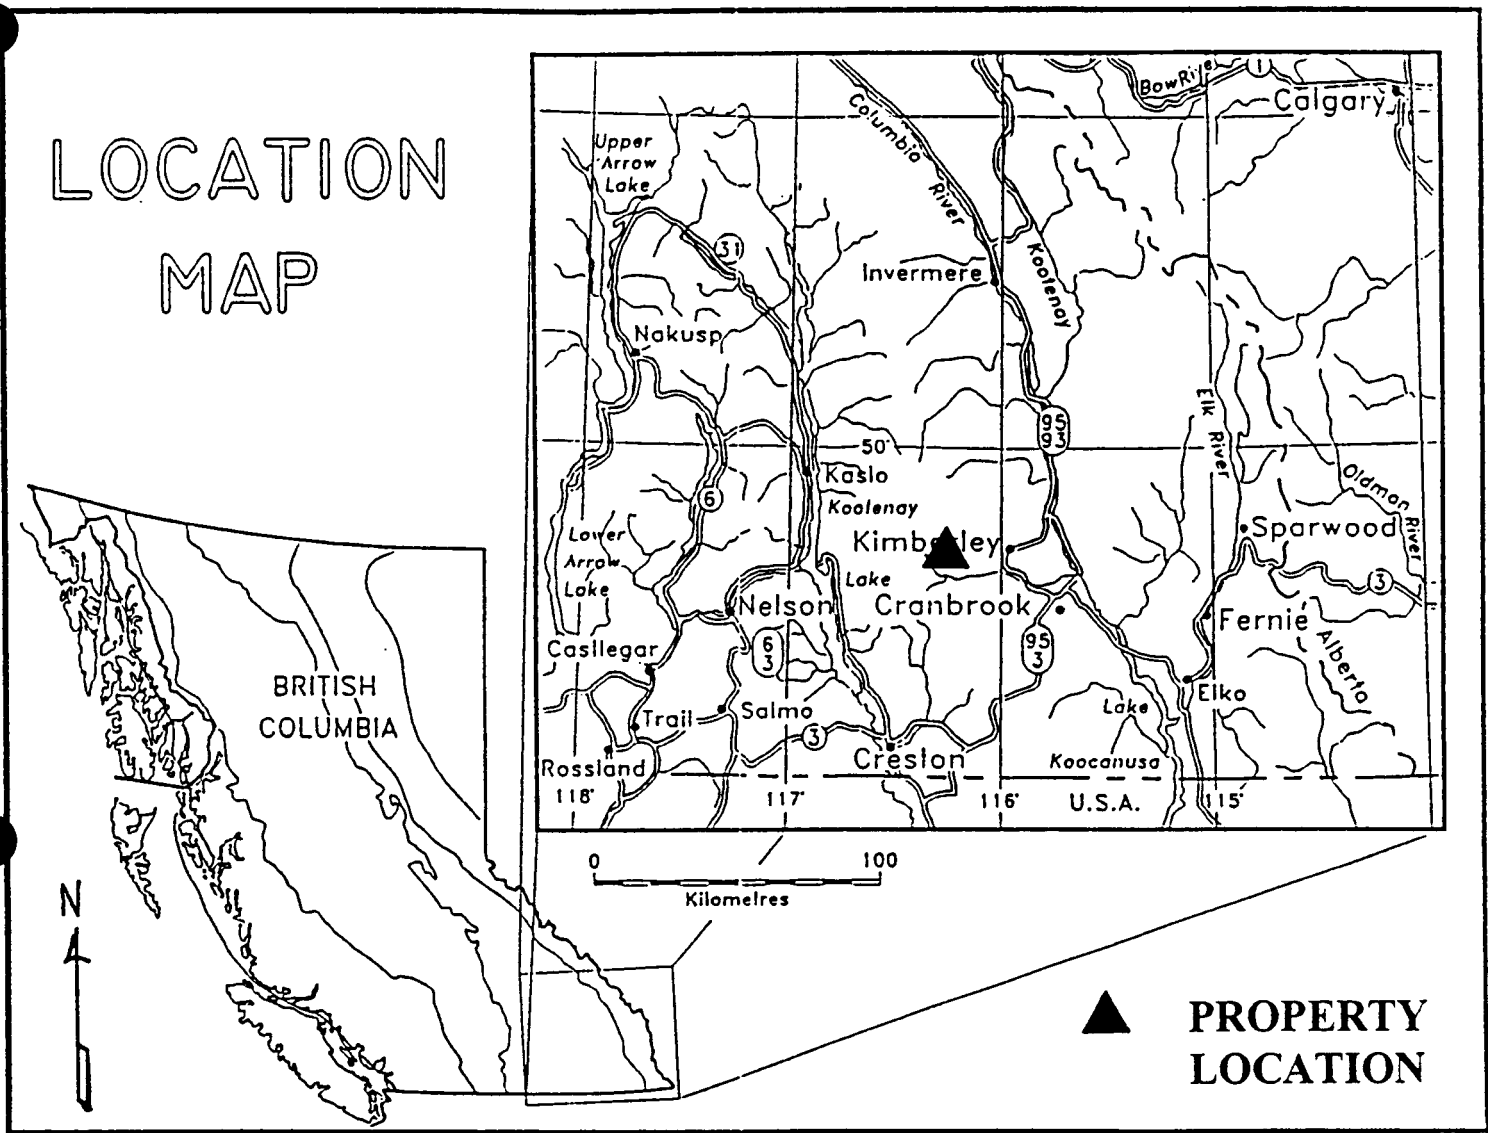 LOCATION
MAP
Bow River
1
Calgary
Columbia
River
Upper
Arrow
Lake
31
Invermere
Kootenay
Nakusp
95
93
Elk
River
50°
Kaslo
Kootenay
Lake
6
Oldman
River
Sparwood
Kimberley
Lower
Arrow
Lake
3
Nelson
Cranbrook
Fernie
Alberta
Castlegar
6
3
95
3
Elko
Trail
Salmo
Lake
Koocanusa
3
Rossland
Creston
118°
117°
116°
U.S.A.
115°
BRITISH
COLUMBIA
0
100
Kilometres
N
PROPERTY
LOCATION